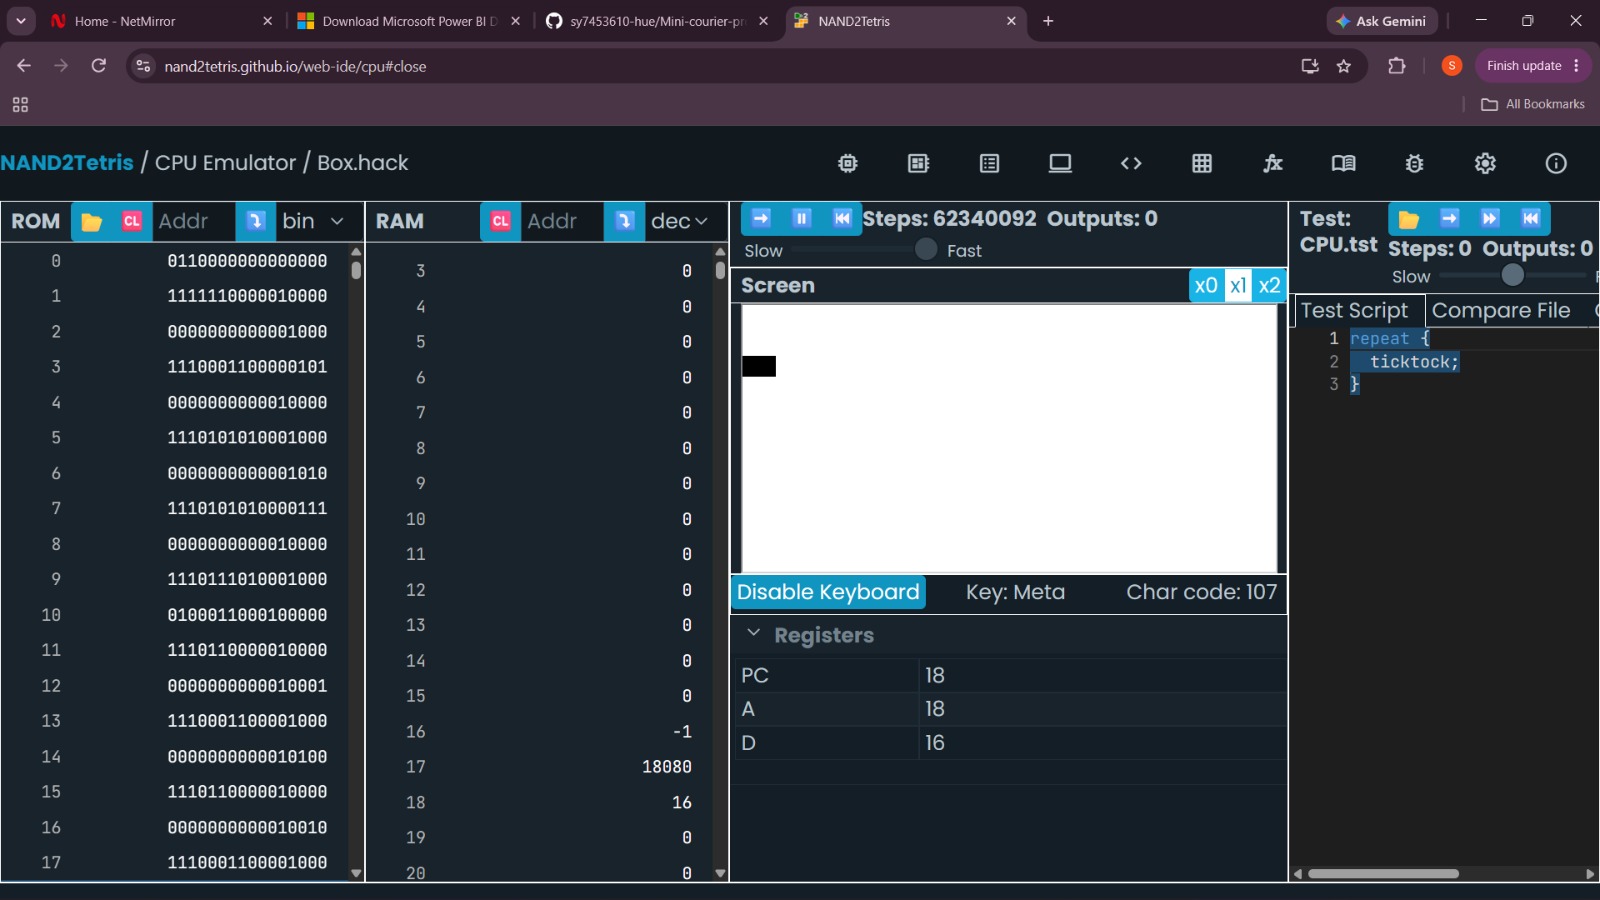 Home - NetMirror
Download Microsoft Power BI D
sy7453610-hue/Mini-courier-pr
NAND2Tetris
Ask Gemini
nand2tetris.github.io/web-ide/cpu#close
S
Finish update
All Bookmarks
NAND2Tetris / CPU Emulator / Box.hack
ROM CL Addr bin
0 0110000000000000
1 1111110000010000
2 0000000000001000
3 1110001100000101
4 0000000000010000
5 1110101010001000
6 0000000000001010
7 1110101010000111
8 0000000000010000
9 1110111010001000
10 0100011000100000
11 1110110000010000
12 0000000000010001
13 1110001100001000
14 0000000000010100
15 1110110000010000
16 0000000000010010
17 1110001100001000
RAM CL Addr dec
3 0
4 0
5 0
6 0
7 0
8 0
9 0
10 0
11 0
12 0
13 0
14 0
15 0
16 -1
17 18080
18 16
19 0
20 0
Steps: 62340092 Outputs: 0
Slow Fast
Screen x0 x1 x2
Disable Keyboard Key: Meta Char code: 107
Registers
PC 18
A 18
D 16
Test:
CPU.tst
Steps: 0 Outputs: 0
Slow
Test Script Compare File
1 repeat {
2 ticktock;
3 }